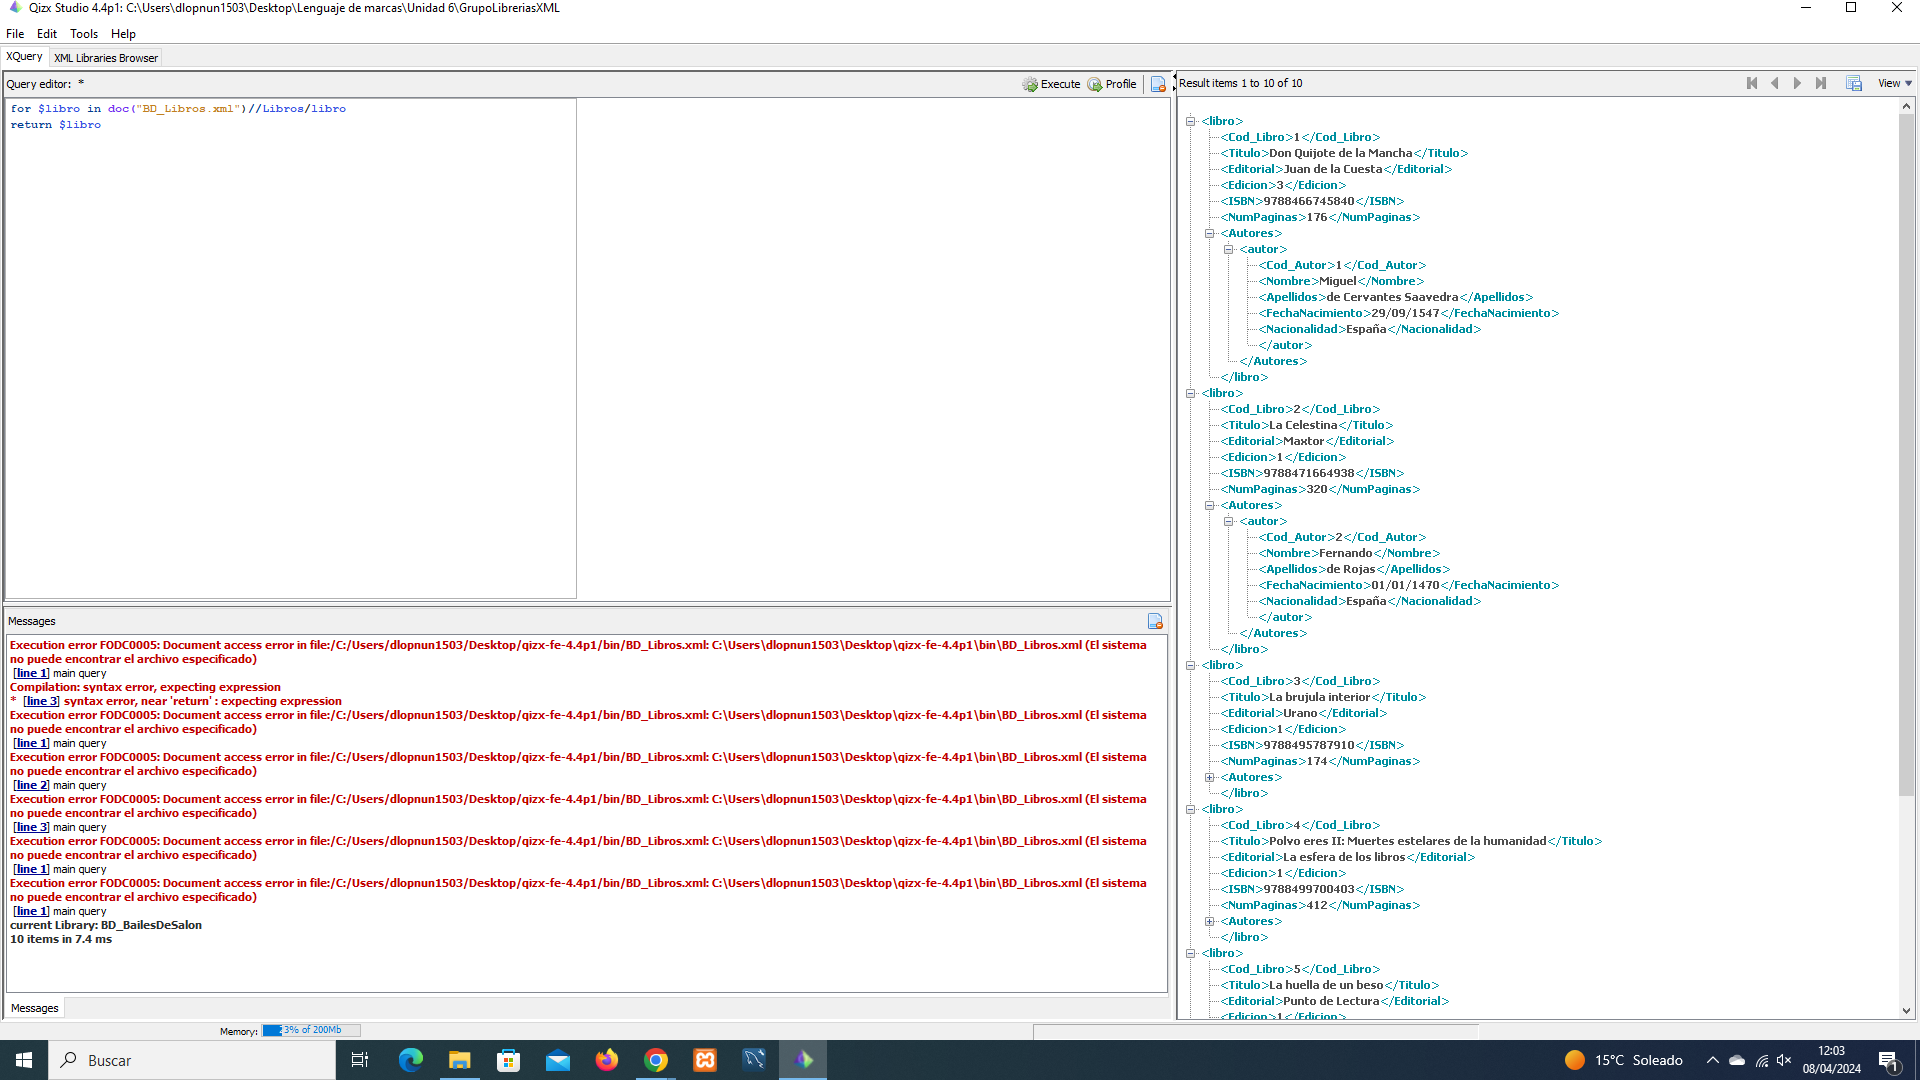 Qizx Studio 4.4p1: C:\Users\dlopnun1503\Desktop\Lenguaje de marcas\Unidad 6\GrupoLibreriasXML
File Edit Tools Help
XQuery XML Libraries Browser
Query editor: *
Execute Profile
for $libro in doc("BD_Libros.xml")//Libros/libro
return $libro
Messages
Execution error FODC0005: Document access error in file:/C:/Users/dlopnun1503/Desktop/qizx-fe-4.4p1/bin/BD_Libros.xml: C:\Users\dlopnun1503\Desktop\qizx-fe-4.4p1\bin\BD_Libros.xml (El sistema
no puede encontrar el archivo especificado)
[line 1] main query
Compilation: syntax error, expecting expression
* [line 3] syntax error, near 'return' : expecting expression
Execution error FODC0005: Document access error in file:/C:/Users/dlopnun1503/Desktop/qizx-fe-4.4p1/bin/BD_Libros.xml: C:\Users\dlopnun1503\Desktop\qizx-fe-4.4p1\bin\BD_Libros.xml (El sistema
no puede encontrar el archivo especificado)
[line 1] main query
Execution error FODC0005: Document access error in file:/C:/Users/dlopnun1503/Desktop/qizx-fe-4.4p1/bin/BD_Libros.xml: C:\Users\dlopnun1503\Desktop\qizx-fe-4.4p1\bin\BD_Libros.xml (El sistema
no puede encontrar el archivo especificado)
[line 2] main query
Execution error FODC0005: Document access error in file:/C:/Users/dlopnun1503/Desktop/qizx-fe-4.4p1/bin/BD_Libros.xml: C:\Users\dlopnun1503\Desktop\qizx-fe-4.4p1\bin\BD_Libros.xml (El sistema
no puede encontrar el archivo especificado)
[line 3] main query
Execution error FODC0005: Document access error in file:/C:/Users/dlopnun1503/Desktop/qizx-fe-4.4p1/bin/BD_Libros.xml: C:\Users\dlopnun1503\Desktop\qizx-fe-4.4p1\bin\BD_Libros.xml (El sistema
no puede encontrar el archivo especificado)
[line 1] main query
Execution error FODC0005: Document access error in file:/C:/Users/dlopnun1503/Desktop/qizx-fe-4.4p1/bin/BD_Libros.xml: C:\Users\dlopnun1503\Desktop\qizx-fe-4.4p1\bin\BD_Libros.xml (El sistema
no puede encontrar el archivo especificado)
[line 1] main query
current Library: BD_BailesDeSalon
10 items in 7.4 ms
Messages
Result items 1 to 10 of 10
View
<libro>
<Cod_Libro>1</Cod_Libro>
<Titulo>Don Quijote de la Mancha</Titulo>
<Editorial>Juan de la Cuesta</Editorial>
<Edicion>3</Edicion>
<ISBN>9788466745840</ISBN>
<NumPaginas>176</NumPaginas>
<Autores>
<autor>
<Cod_Autor>1</Cod_Autor>
<Nombre>Miguel</Nombre>
<Apellidos>de Cervantes Saavedra</Apellidos>
<FechaNacimiento>29/09/1547</FechaNacimiento>
<Nacionalidad>España</Nacionalidad>
</autor>
</Autores>
</libro>
<libro>
<Cod_Libro>2</Cod_Libro>
<Titulo>La Celestina</Titulo>
<Editorial>Maxtor</Editorial>
<Edicion>1</Edicion>
<ISBN>9788471664938</ISBN>
<NumPaginas>320</NumPaginas>
<Autores>
<autor>
<Cod_Autor>2</Cod_Autor>
<Nombre>Fernando</Nombre>
<Apellidos>de Rojas</Apellidos>
<FechaNacimiento>01/01/1470</FechaNacimiento>
<Nacionalidad>España</Nacionalidad>
</autor>
</Autores>
</libro>
<libro>
<Cod_Libro>3</Cod_Libro>
<Titulo>La brujula interior</Titulo>
<Editorial>Urano</Editorial>
<Edicion>1</Edicion>
<ISBN>9788495787910</ISBN>
<NumPaginas>174</NumPaginas>
<Autores>
</libro>
<libro>
<Cod_Libro>4</Cod_Libro>
<Titulo>Polvo eres II: Muertes estelares de la humanidad</Titulo>
<Editorial>La esfera de los libros</Editorial>
<Edicion>1</Edicion>
<ISBN>9788499700403</ISBN>
<NumPaginas>412</NumPaginas>
<Autores>
</libro>
<libro>
<Cod_Libro>5</Cod_Libro>
<Titulo>La huella de un beso</Titulo>
<Editorial>Punto de Lectura</Editorial>
<Edicion>1</Edicion>
Memory: 3% of 200Mb
Buscar
15°C Soleado
12:03
08/04/2024
1